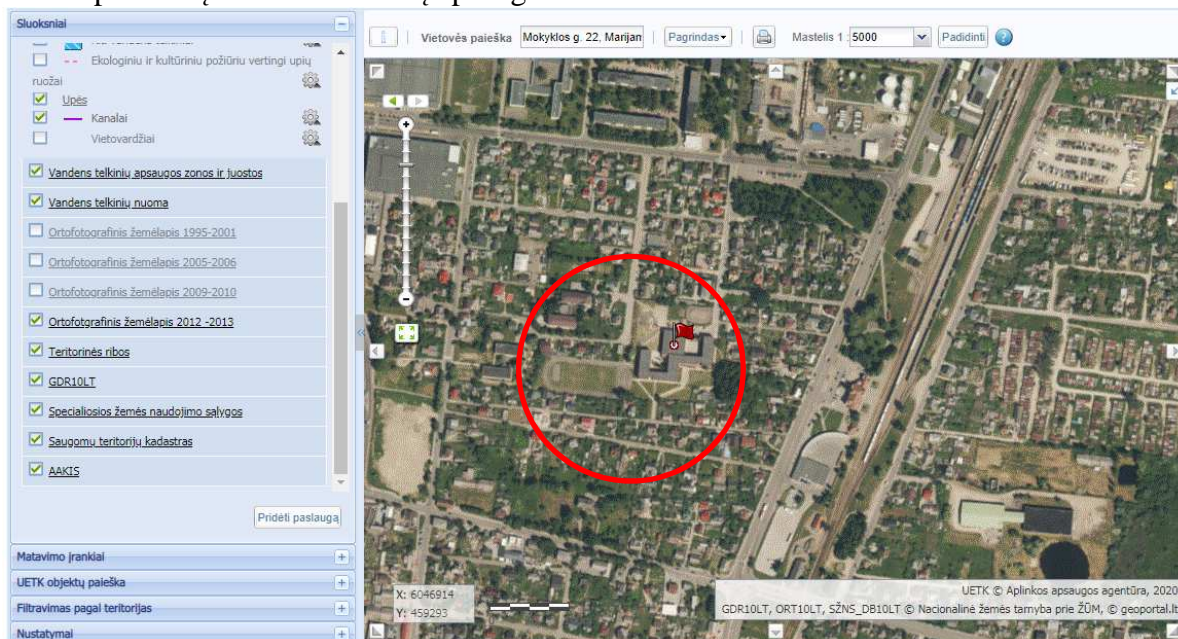 Sluoksniai
Ekologiniu ir kultūriniu požiūriu vertingi upių
ruožai
Upės
Kanalai
Vietovardžiai
Vandens telkinių apsaugos zonos ir juostos
Vandens telkinių nuoma
Ortofotografinis žemėlapis 1995-2001
Ortofotografinis žemėlapis 2005-2006
Ortofotografinis žemėlapis 2009-2010
Ortofotgrafinis žemėlapis 2012 -2013
Teritorinės ribos
GDR10LT
Specialiosios žemės naudojimo sąlygos
Saugomų teritorijų kadastras
AAKIS
Pridėti paslaugą
Matavimo įrankiai
UETK objektų paieška
Filtravimas pagal teritorijas
Nustatymai
Vietovės paieška Mokyklos g. 22, Marijam Pagrindas Mastelis 1 : 5000 Padidinti
X: 6046914
Y: 459293
UETK © Aplinkos apsaugos agentūra, 2020
GDR10LT, ORT10LT, SŽNS_DB10LT © Nacionalinė žemės tarnyba prie ŽŪM, © geoportal.lt